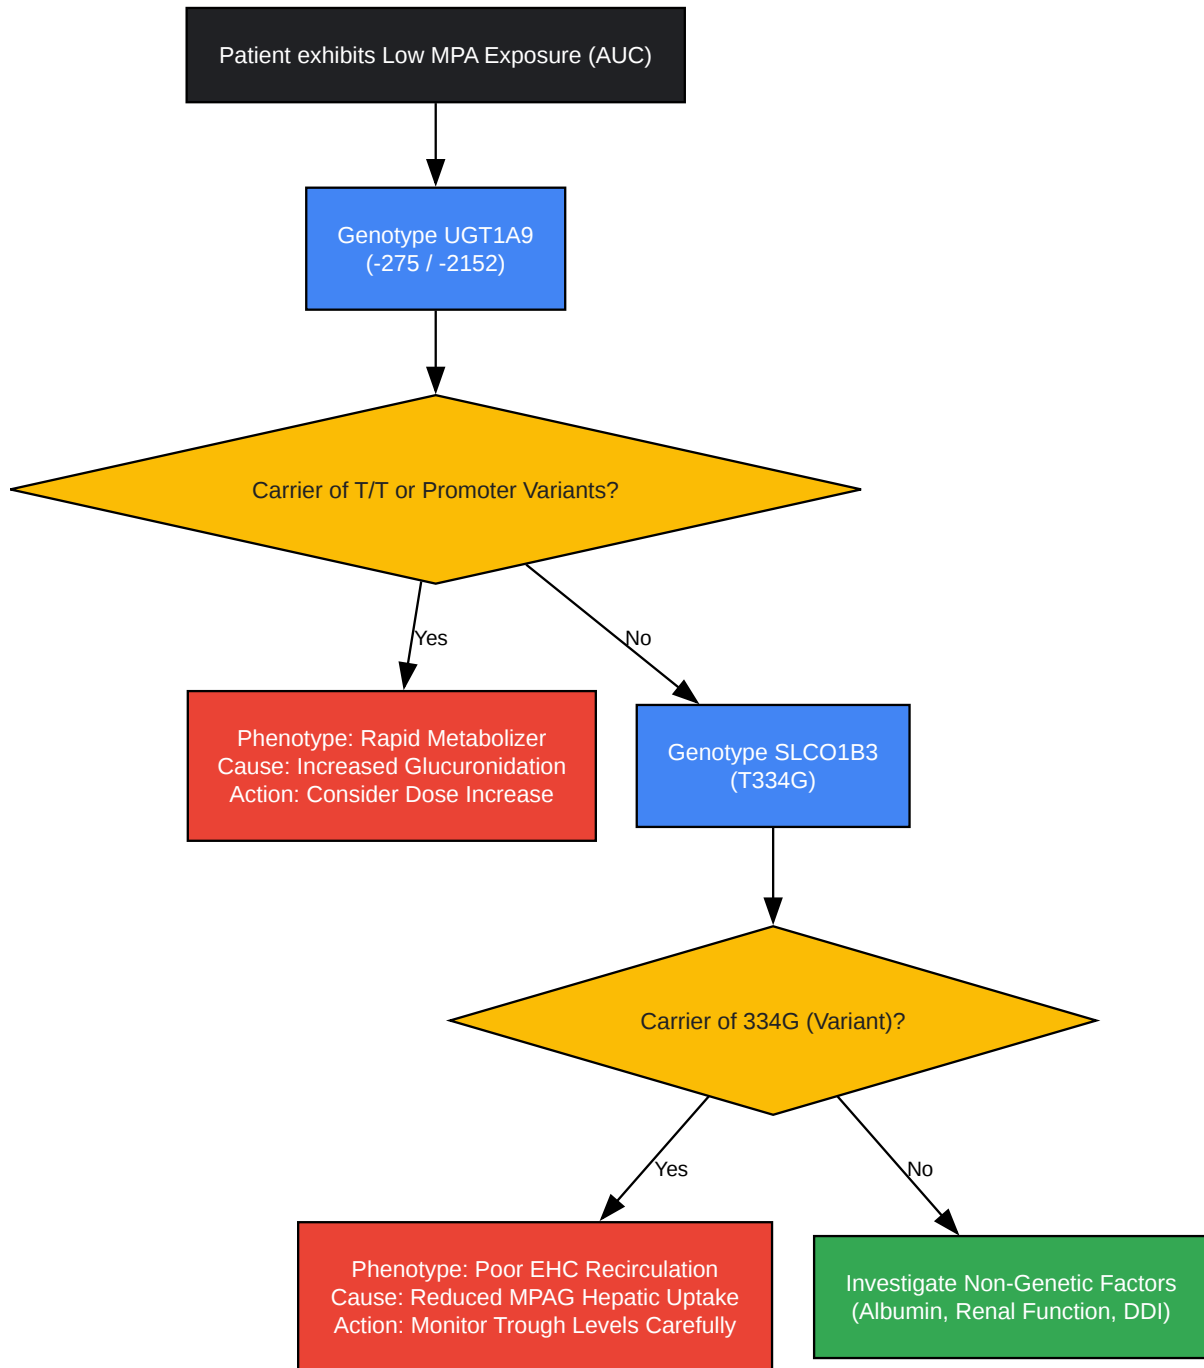 Patient exhibits Low MPA Exposure (AUC)
Genotype UGT1A9
(-275 / -2152)
Carrier of T/T or Promoter Variants?
Yes
No
Phenotype: Rapid Metabolizer
Cause: Increased Glucuronidation
Action: Consider Dose Increase
Genotype SLCO1B3
(T334G)
Carrier of 334G (Variant)?
Yes
No
Phenotype: Poor EHC Recirculation
Cause: Reduced MPAG Hepatic Uptake
Action: Monitor Trough Levels Carefully
Investigate Non-Genetic Factors
(Albumin, Renal Function, DDI)